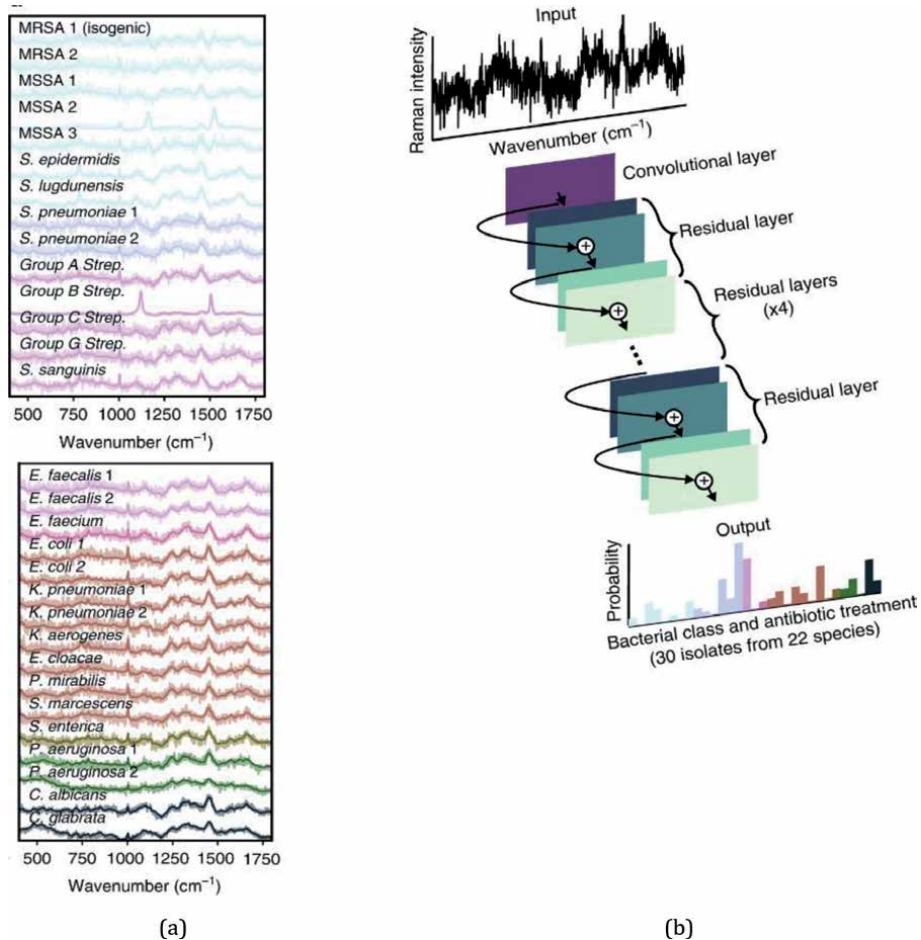 MRSA 1 (isogenic)
MRSA 2
MSSA 1
MSSA 2
MSSA 3
S. epidermidis
S. lugdunensis
S. pneumoniae 1
S. pneumoniae 2
Group A Strep.
Group B Strep.
Group C Strep.
Group G Strep.
S. sanguinis
500 750 1000 1250 1500 1750
Wavenumber (cm⁻¹)
E. faecalis 1
E. faecalis 2
E. faecium
E. coli 1
E. coli 2
K. pneumoniae 1
K. pneumoniae 2
K. aerogenes
E. cloacae
P. mirabilis
S. marcescens
S. enterica
P. aeruginosa 1
P. aeruginosa 2
C. albicans
C. glabrata
500 750 1000 1250 1500 1750
Wavenumber (cm⁻¹)
(a)
Input
Raman intensity
Wavenumber (cm⁻¹)
Convolutional layer
Residual layer
Residual layers
(x4)
Residual layer
Output
Probability
Bacterial class and antibiotic treatment
(30 isolates from 22 species)
(b)